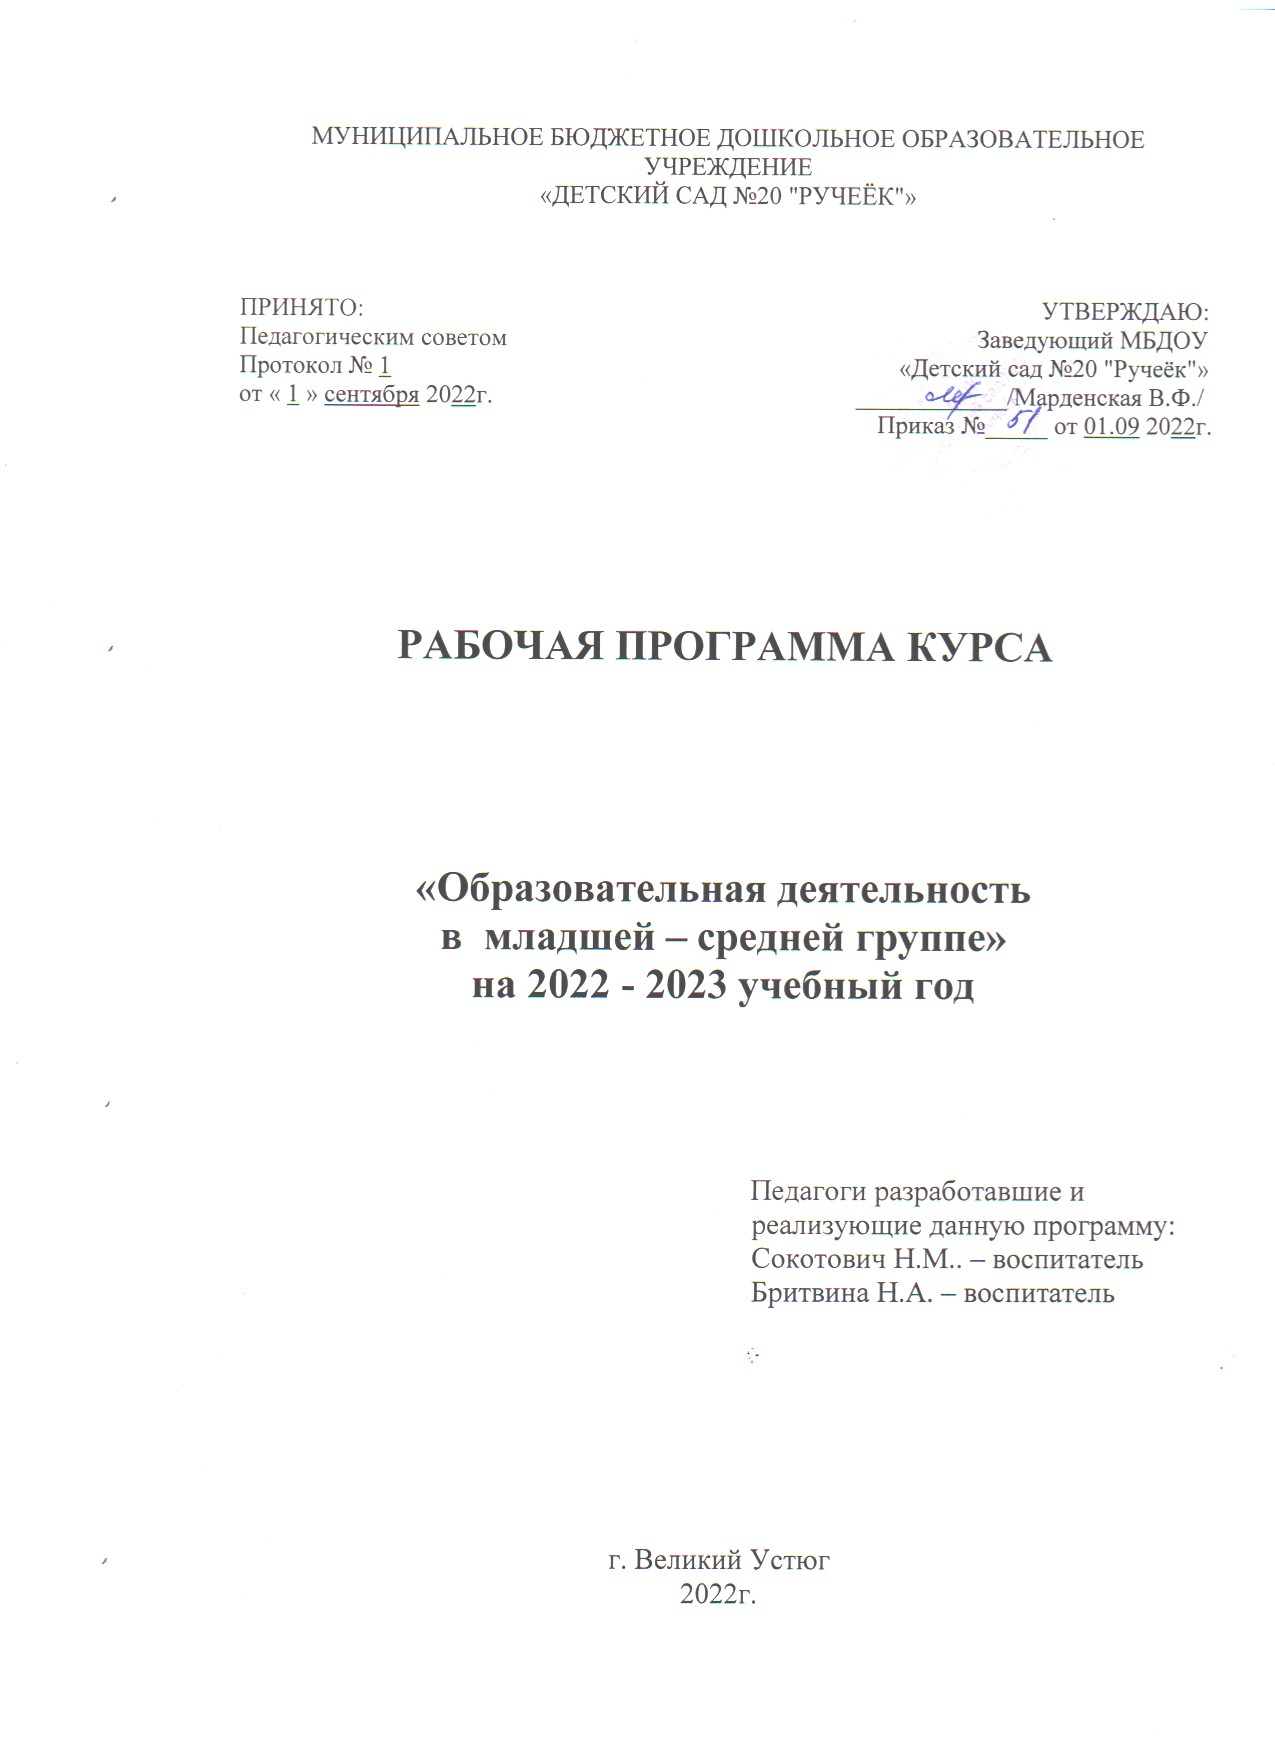 МУНИЦИПАЛЬНОЕ БЮДЖЕТНОЕ ДОШКОЛЬНОЕ ОБРАЗОВАТЕЛЬНОЕ
УЧРЕЖДЕНИЕ
«ДЕТСКИЙ САД №20 "РУЧЕЁК"»
ПРИНЯТО:
Педагогическим советом
Протокол № 1
от « 1 » сентября 2022г.
УТВЕРЖДАЮ:
Заведующий МБДОУ
«Детский сад №20 "Ручеёк"»
____________/Марденская В.Ф./
Приказ № 51 от 01.09 2022г.
РАБОЧАЯ ПРОГРАММА КУРСА
«Образовательная деятельность
в  младшей – средней группе»
на 2022 - 2023 учебный год
Педагоги разработавшие и
реализующие данную программу:
Сокотович Н.М.. – воспитатель
Бритвина Н.А. – воспитатель
г. Великий Устюг
2022г.